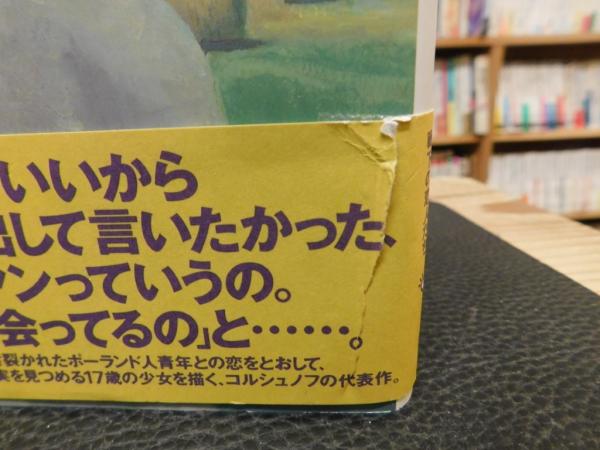 いいから
出して言いたかった、
ンっていうの。
会ってるの」と……。
裂かれたポーランド人青年との恋をとおして、
実を見つめる17歳の少女を描く、コルシュノフの代表作。